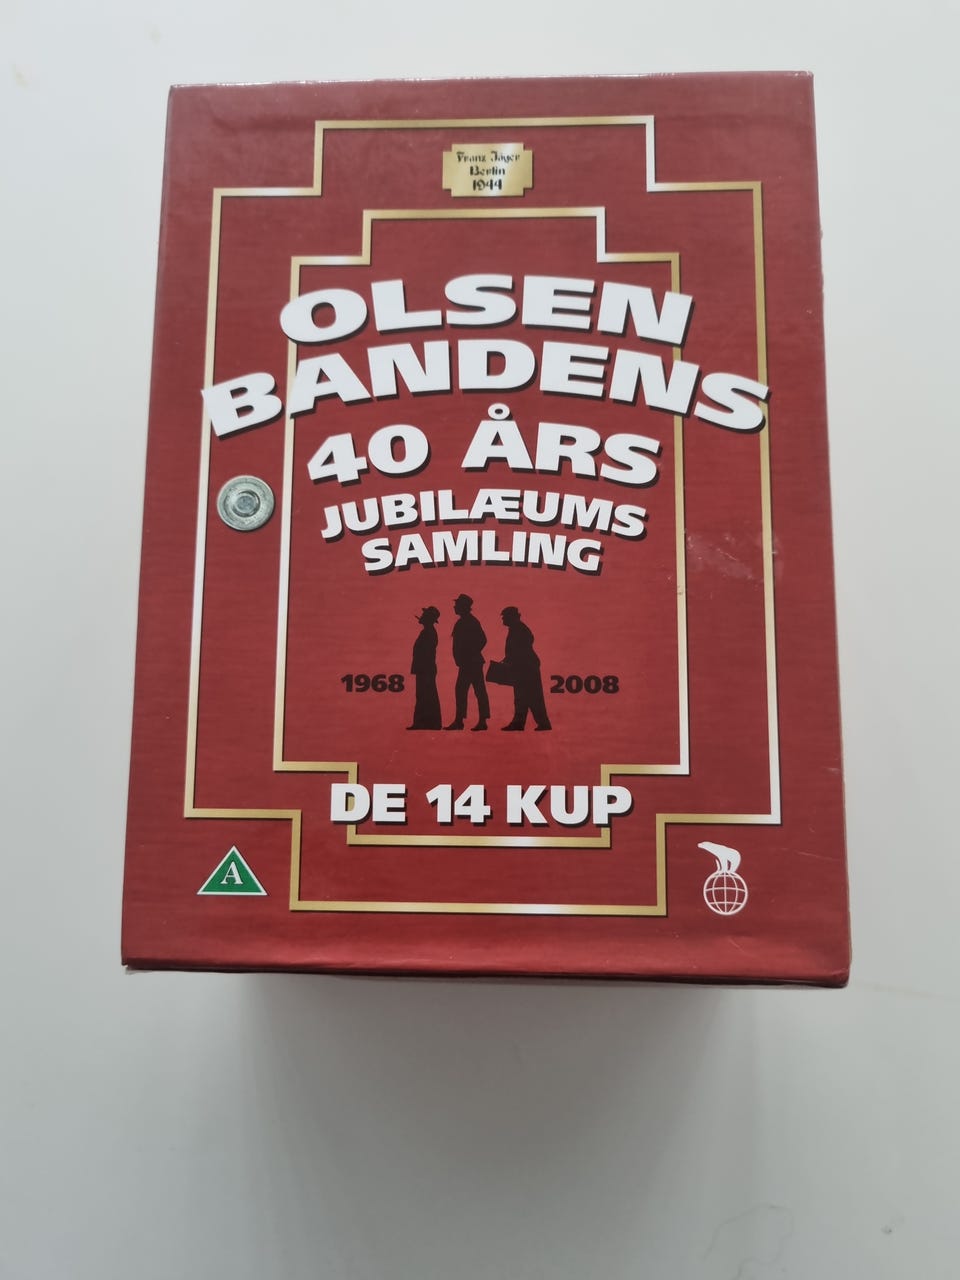 Franz Jäger
Berlin
1944
OLSEN
BANDENS
40 ÅRS
JUBILÆUMS
SAMLING
1968 2008
DE 14 KUP
A